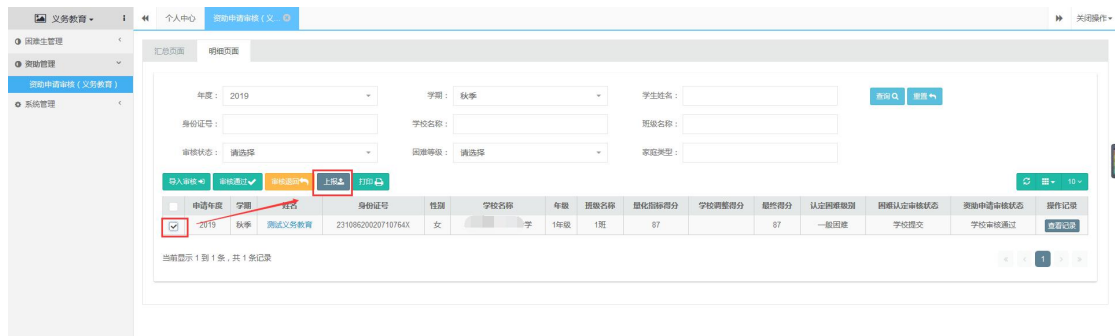 义务教育
个人中心 资助申请审核（义... 关闭操作
困难生管理
汇总页面 明细页面
资助管理
资助申请审核（义务教育）
年度： 2019 学期： 秋季 学生姓名： 查询 重置
系统管理
身份证号： 学校名称： 班级名称：
审核状态： 请选择 困难等级： 请选择 家庭类型：
导入审核 审核通过 审核退回 上报 打印 10
申请年度 学期 姓名 身份证号 性别 学校名称 年级 班级名称 量化指标得分 学校调整得分 最终得分 认定困难级别 困难认定审核状态 资助申请审核状态 操作记录
2019 秋季 测试义务教育 23108620020710764X 女 学 1年级 1班 87 87 一般困难 学校提交 学校审核通过 查看记录
当前显示 1 到 1 条，共 1 条记录 « ‹ 1 › »